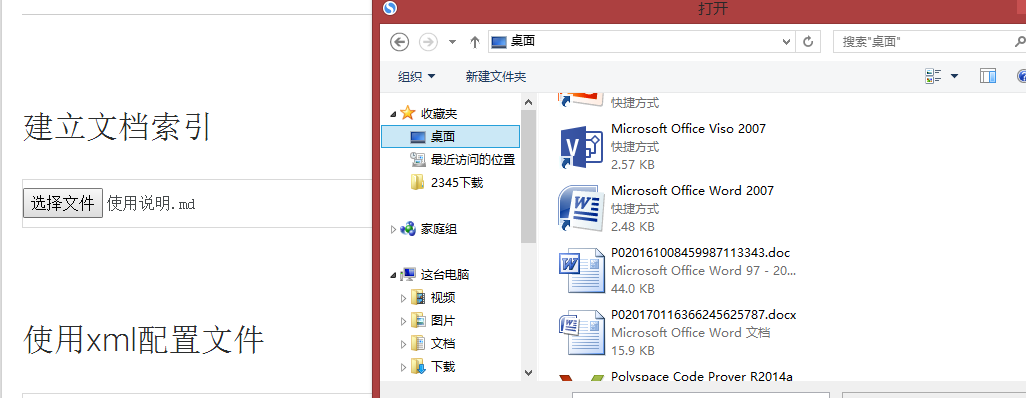 打开
桌面
搜索"桌面"
组织
新建文件夹
建立文档索引
选择文件 使用说明.md
使用xml配置文件
收藏夹
桌面
最近访问的位置
2345下载
家庭组
这台电脑
视频
图片
文档
下载
快捷方式
Microsoft Office Viso 2007
快捷方式
2.57 KB
Microsoft Office Word 2007
快捷方式
2.48 KB
P020161008459987113343.doc
Microsoft Office Word 97 - 20...
44.0 KB
P020170116366245625787.docx
Microsoft Office Word 文档
15.9 KB
Polyspace Code Prover R2014a